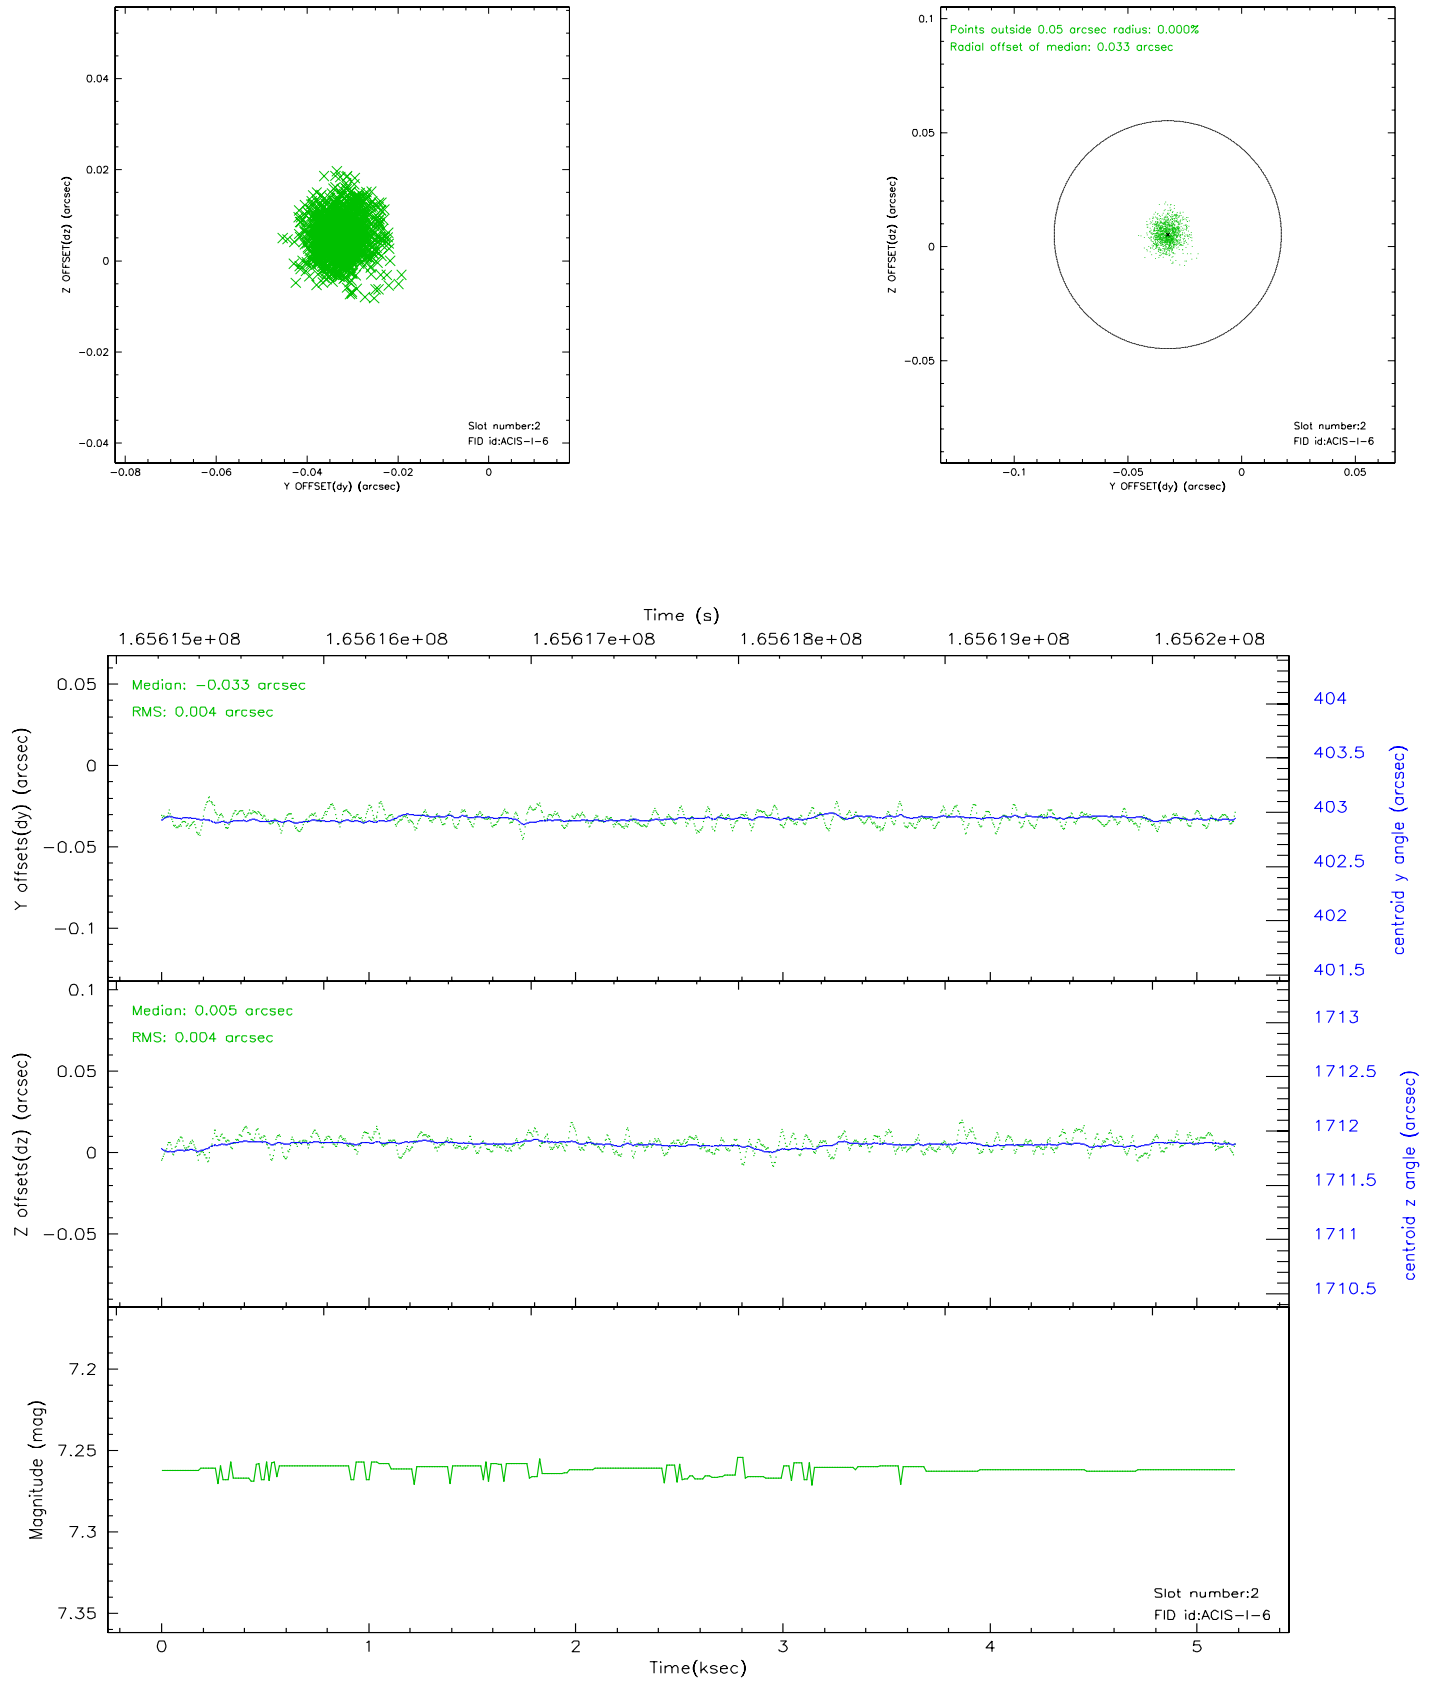 0.04
0.02
0
-0.02
-0.04
Z OFFSET(dz) (arcsec)
Slot number:2
FID id:ACIS-I-6
-0.08 -0.06 -0.04 -0.02 0
Y OFFSET(dy) (arcsec)
0.1
0.05
0
-0.05
Z OFFSET(dz) (arcsec)
Points outside 0.05 arcsec radius: 0.000%
Radial offset of median: 0.033 arcsec
Slot number:2
FID id:ACIS-I-6
-0.1 -0.05 0 0.05
Y OFFSET(dy) (arcsec)
Time (s)
1.65615e+08 1.65616e+08 1.65617e+08 1.65618e+08 1.65619e+08 1.6562e+08
0.05
0
-0.05
-0.1
Y offsets(dy) (arcsec)
Median: -0.033 arcsec
RMS: 0.004 arcsec
404
403.5
403
402.5
402
401.5
centroid y angle (arcsec)
0.1
0.05
0
-0.05
Z offsets(dz) (arcsec)
Median: 0.005 arcsec
RMS: 0.004 arcsec
1713
1712.5
1712
1711.5
1711
1710.5
centroid z angle (arcsec)
7.2
7.25
7.3
7.35
Magnitude (mag)
Slot number:2
FID id:ACIS-I-6
0 1 2 3 4 5
Time(ksec)